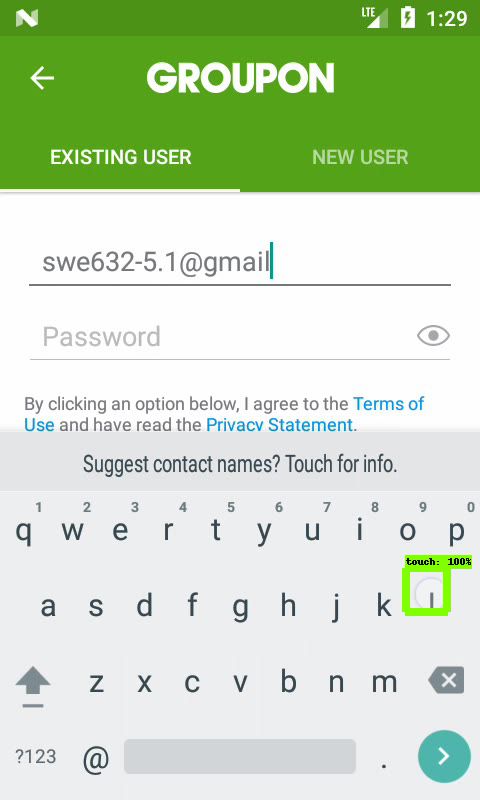 LTE 1:29
GROUPON
EXISTING USER NEW USER
swe632-5.1@gmail
Password
By clicking an option below, I agree to the Terms of
Use and have read the Privacy Statement.
Suggest contact names? Touch for info.
1 2 3 4 5 6 7 8 9 0
q w e r t y u i o p
touch: 100%
a s d f g h j k l
z x c v b n m
?123 @ .